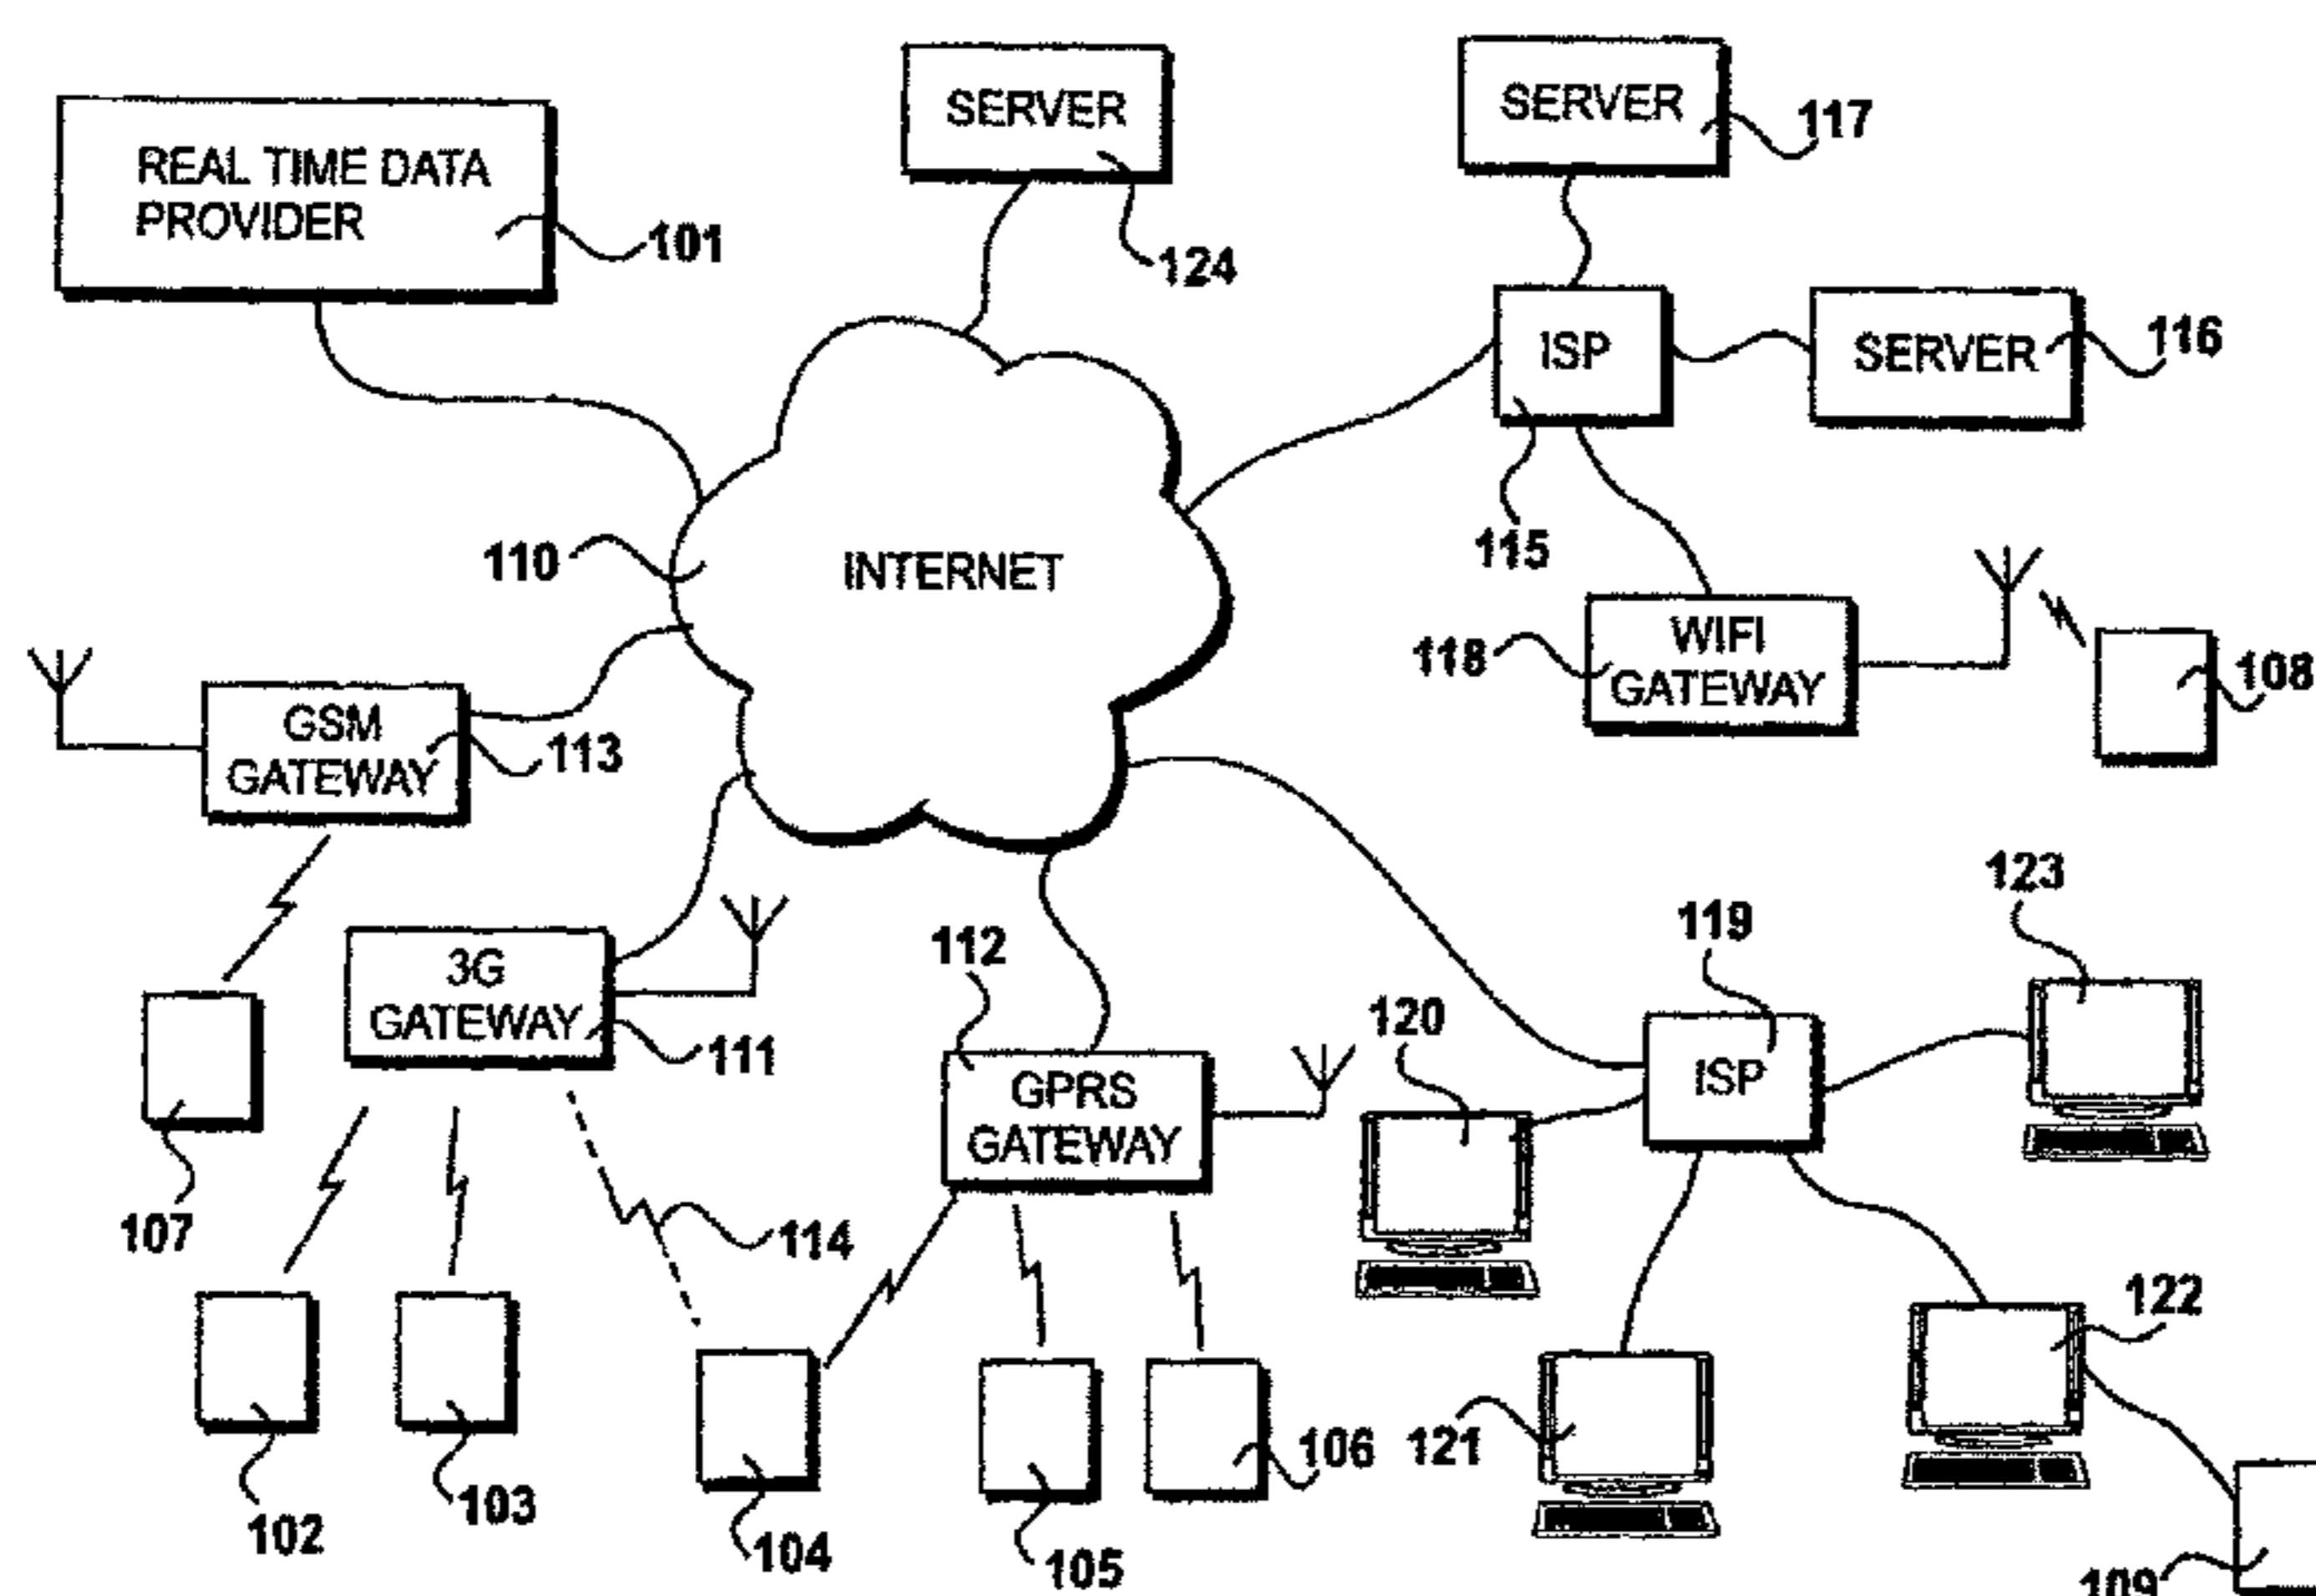 SERVER
SERVER
117
REAL TIME DATA
PROVIDER
101
124
ISP
SERVER
116
110
INTERNET
115
WIFI
GATEWAY
118
108
GSM
GATEWAY
113
123
119
112
3G
GATEWAY
111
120
ISP
GPRS
GATEWAY
107
114
122
106
121
102
103
104
105
109